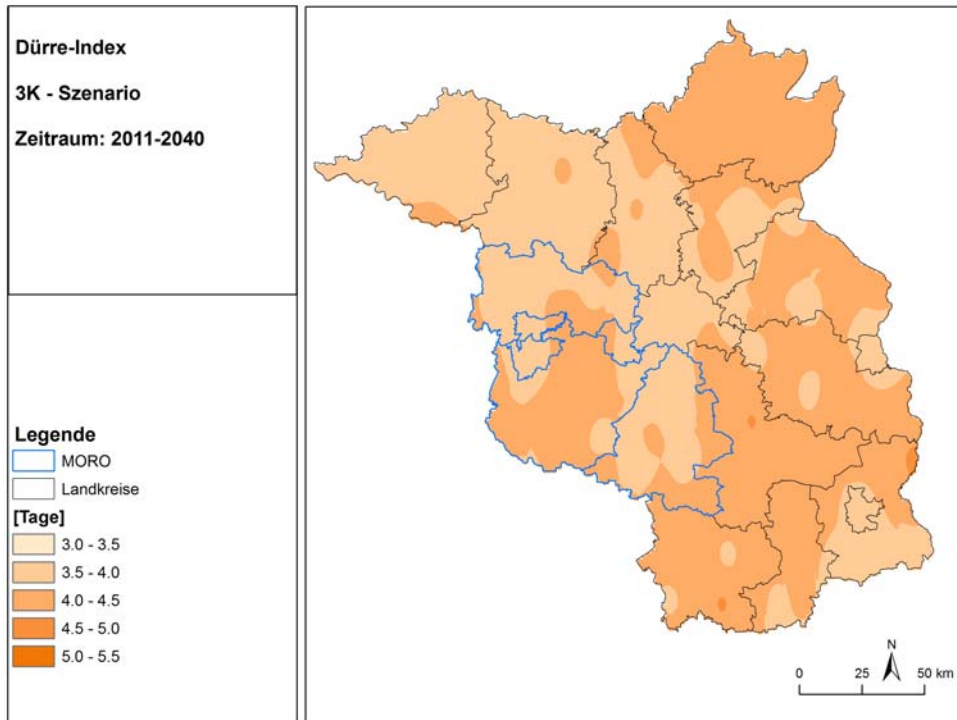 Dürre-Index
3K - Szenario
Zeitraum: 2011-2040
Legende
MORO
Landkreise
[Tage]
3.0 - 3.5
3.5 - 4.0
4.0 - 4.5
4.5 - 5.0
5.0 - 5.5
N
0 25 50 km